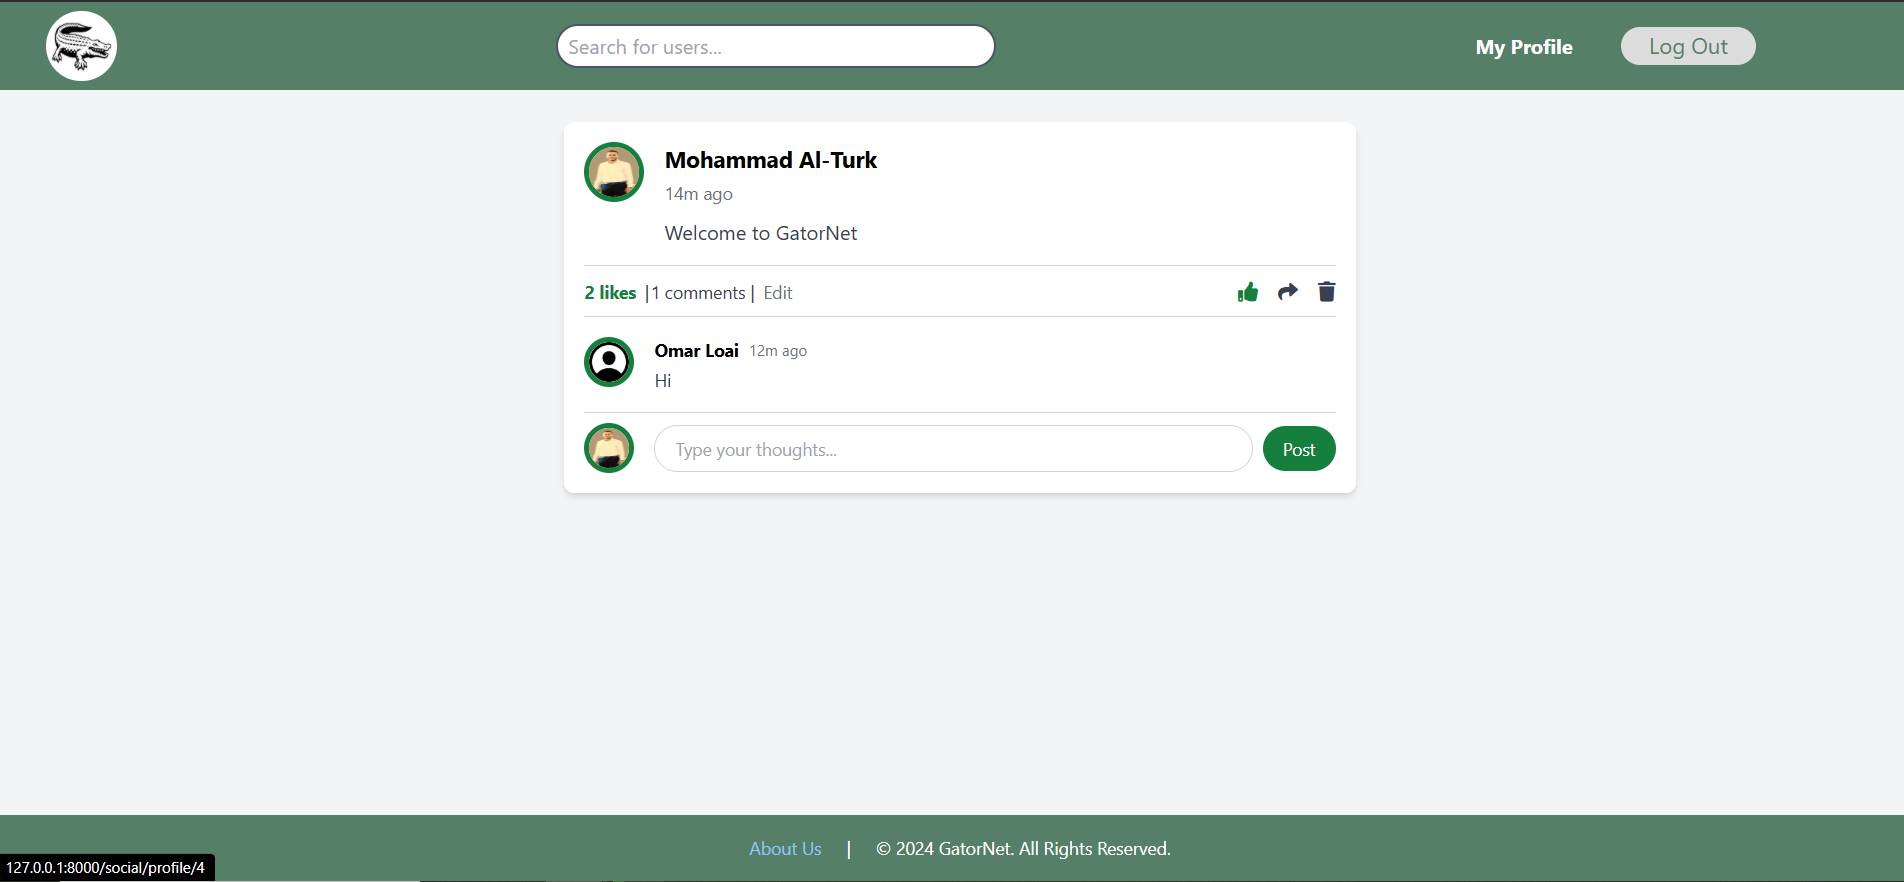 Search for users...
My Profile
Log Out
Mohammad Al-Turk
14m ago
Welcome to GatorNet
2 likes |1 comments | Edit
Omar Loai 12m ago
Hi
Type your thoughts...
Post
About Us | © 2024 GatorNet. All Rights Reserved.
127.0.0.1:8000/social/profile/4